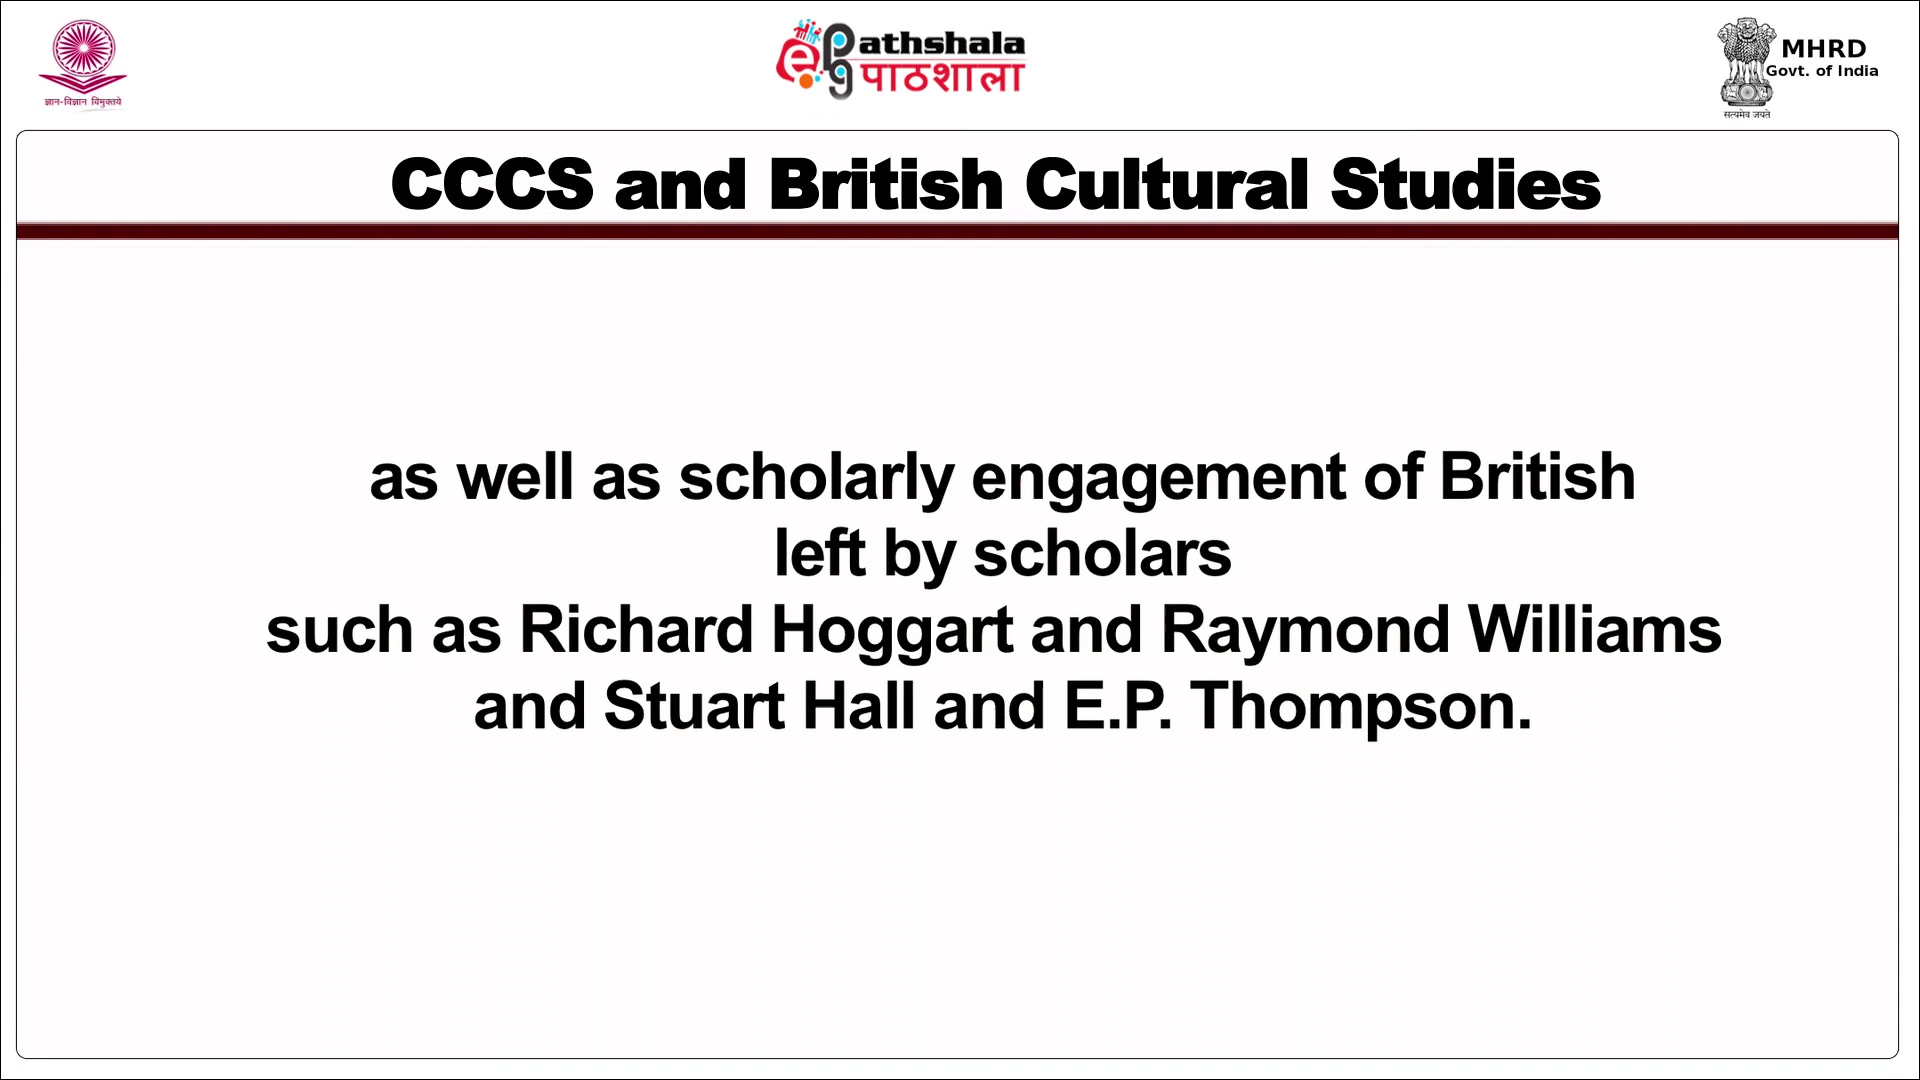 ज्ञान-विज्ञान विमुक्तये
epg athshala
पाठशाला
MHRD
Govt. of India
सत्यमेव जयते
CCCS and British Cultural Studies
as well as scholarly engagement of British
left by scholars
such as Richard Hoggart and Raymond Williams
and Stuart Hall and E.P. Thompson.